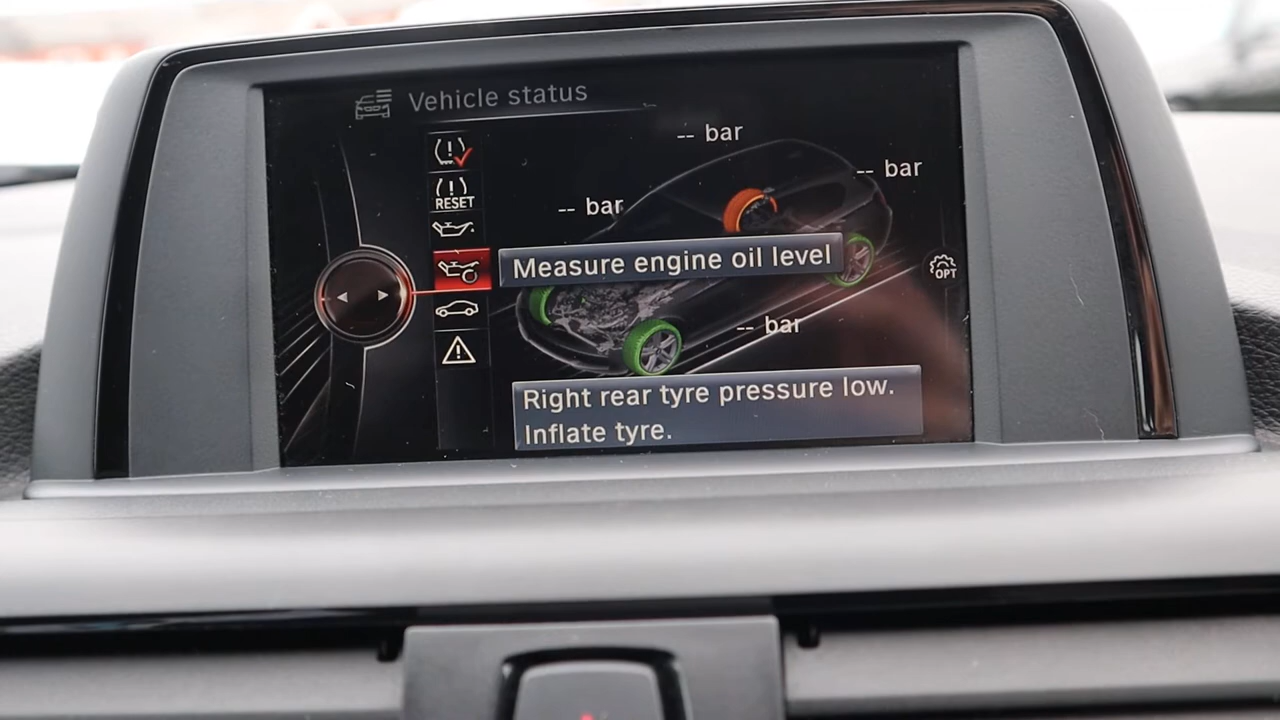 Vehicle status
-- bar
-- bar
RESET
-- bar
Measure engine oil level
OPT
-- bar
Right rear tyre pressure low.
Inflate tyre.